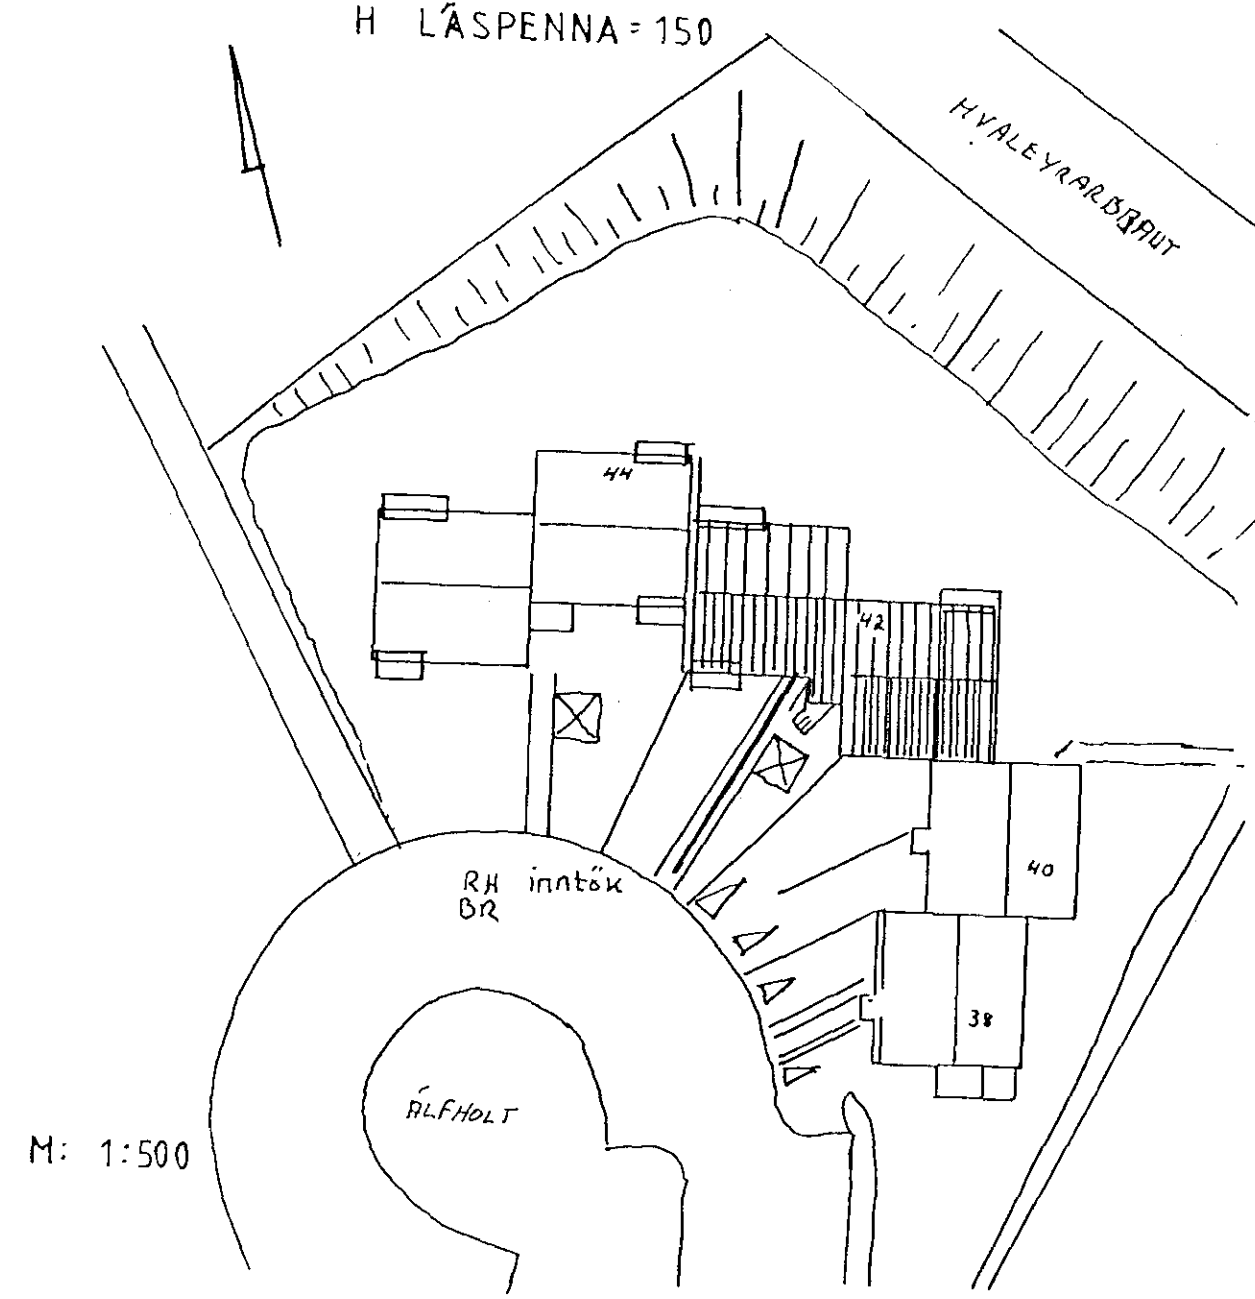 H LÁSPENNA = 150
HVALEYRARBRAUT
44
42
40
RH inntök
BR
38
ÁLFHOLT
M: 1:500